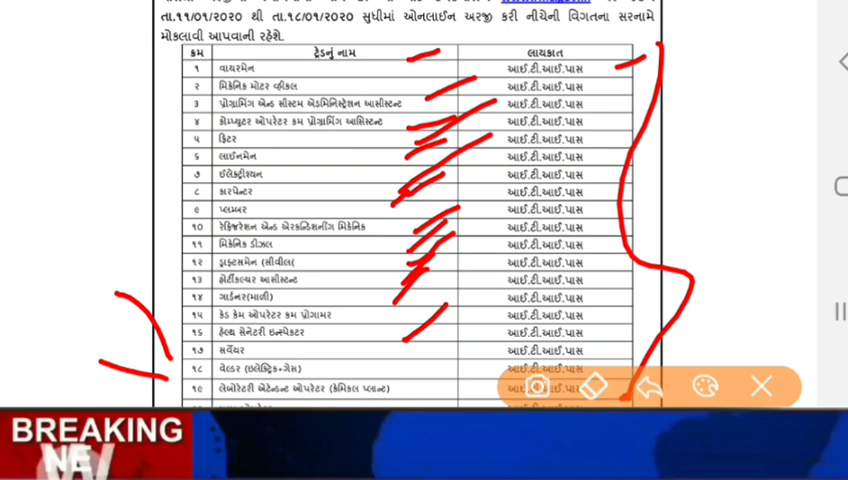 તા.૧૧/૦૧/૨૦૨૦ થી તા.૧૮/૦૧/૨૦૨૦ સુધીમાં ઓનલાઈન અરજી કરી નીચેની વિગતના સરનામે
મોકલાવી આપવાની રહેશે.
ક્રમ ટ્રેડનું નામ લાયકાત
૧ વાયરમેન આઈ.ટી.આઈ.પાસ
૨ મિકેનિક મોટર વ્હીકલ આઈ.ટી.આઈ.પાસ
૩ પ્રોગ્રામિંગ એન્ડ સીસ્ટમ એડમિનિસ્ટ્રેશન આસીસ્ટન્ટ આઈ.ટી.આઈ.પાસ
૪ કોમ્પ્યુટર ઓપરેટર કમ પ્રોગ્રામિંગ આસિસ્ટન્ટ આઈ.ટી.આઈ.પાસ
૫ ફિટર આઈ.ટી.આઈ.પાસ
૬ લાઈનમેન આઈ.ટી.આઈ.પાસ
૭ ઈલેક્ટ્રીશ્યન આઈ.ટી.આઈ.પાસ
૮ કારપેન્ટર આઈ.ટી.આઈ.પાસ
૯ પ્લમ્બર આઈ.ટી.આઈ.પાસ
૧૦ રેફ્રિજરેશન એન્ડ એરકન્ડિશનીંગ મિકેનિક આઈ.ટી.આઈ.પાસ
૧૧ મિકેનિક ડીઝલ આઈ.ટી.આઈ.પાસ
૧૨ ડ્રાફ્ટસમેન (સીવીલ( આઈ.ટી.આઈ.પાસ
૧૩ હોર્ટીકલ્ચર આસીસ્ટન્ટ આઈ.ટી.આઈ.પાસ
૧૪ ગાર્ડનર(માળી) આઈ.ટી.આઈ.પાસ
૧૫ કેડ કેમ ઓપરેટર કમ પ્રોગામર આઈ.ટી.આઈ.પાસ
૧૬ હેલ્થ સેનેટરી ઇન્સ્પેકટર આઈ.ટી.આઈ.પાસ
૧૭ સર્વેયર આઈ.ટી.આઈ.પાસ
૧૮ વેલ્ડર (ઇલેક્ટ્રિક+ગેસ) આઈ.ટી.આઈ.પાસ
૧૯ લેબોરેટરી એટેન્ડન્ટ ઓપરેટર (કેમિકલ પ્લાન્ટ) આઈ.ટી.આઈ.પાસ
BREAKING
NE